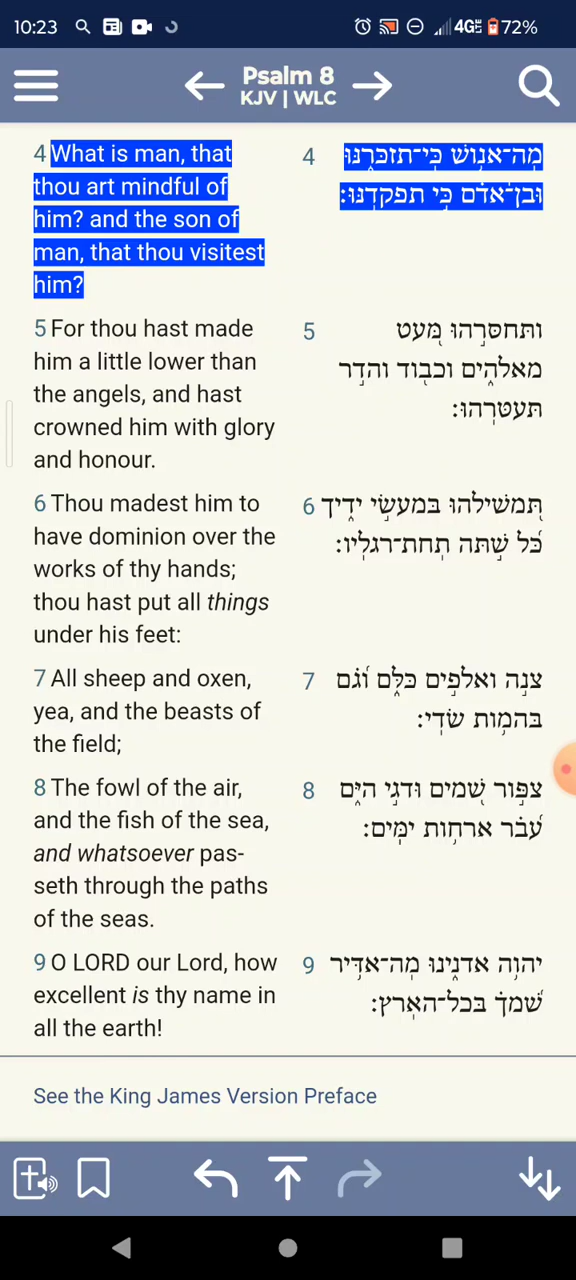 10:23
4G 72%
Psalm 8
KJV | WLC
4 What is man, that
thou art mindful of
him? and the son of
man, that thou visitest
him?
4 מָֽה־אֱנ֥וֹשׁ כִּֽי־תִזְכְּרֶ֑נּוּ
וּבֶן־אָ֝דָ֗ם כִּ֣י תִפְקְדֶֽנּוּ׃
5 For thou hast made
him a little lower than
the angels, and hast
crowned him with glory
and honour.
5 וַתְּחַסְּרֵ֣הוּ מְּ֭עַט
מֵאֱלֹהִ֑ים וְכָב֖וֹד וְהָדָ֣ר
תְּעַטְּרֵֽהוּ׃
6 Thou madest him to
have dominion over the
works of thy hands;
thou hast put all things
under his feet:
6 תַּ֭מְשִׁילֵהוּ בְּמַעֲשֵׂ֣י יָדֶ֑יךָ
כֹּ֝ל שַׁ֣תָּה תַֽחַת־רַגְלָֽיו׃
7 All sheep and oxen,
yea, and the beasts of
the field;
7 צֹנֶ֣ה וַאֲלָפִ֣ים כֻּלָּ֑ם וְ֝גַ֗ם
בַּהֲמ֥וֹת שָׂדָֽי׃
8 The fowl of the air,
and the fish of the sea,
and whatsoever pas-
seth through the paths
of the seas.
8 צִפּ֣וֹר שָׁ֭מַיִם וּדְגֵ֣י הַיָּ֑ם
עֹ֝בֵ֗ר אָרְח֥וֹת יַמִּֽים׃
9 O LORD our Lord, how
excellent is thy name in
all the earth!
9 יְהוָ֥ה אֲדֹנֵ֑ינוּ מָֽה־אַדִּ֥יר
שִׁ֝מְךָ֗ בְּכָל־הָאָֽרֶץ׃
See the King James Version Preface